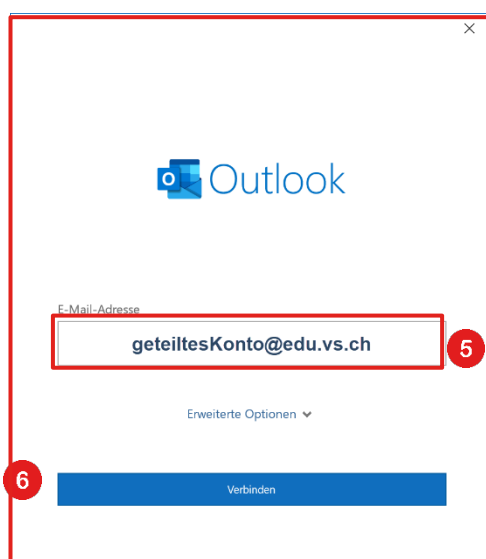 Outlook
E-Mail-Adresse
geteiltesKonto@edu.vs.ch
5
Erweiterte Optionen
6
Verbinden